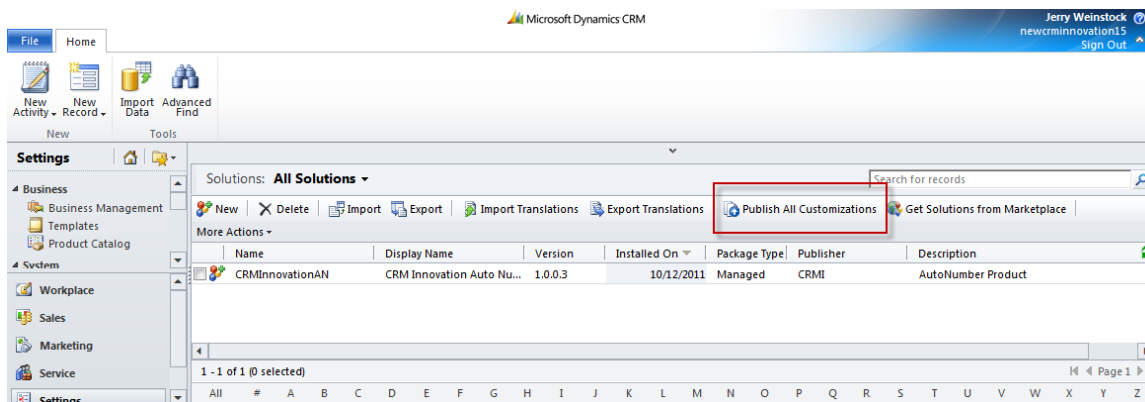 Microsoft Dynamics CRM
Jerry Weinstock
newcrminnovation15
Sign Out
File Home
New Activity New Record Import Data Advanced Find
New Tools
Settings
Business
Business Management
Templates
Product Catalog
System
Workplace
Sales
Marketing
Service
Settings
Solutions: All Solutions
Search for records
New Delete Import Export Import Translations Export Translations Publish All Customizations Get Solutions from Marketplace
More Actions
Name Display Name Version Installed On Package Type Publisher Description
CRMInnovationAN CRM Innovation Auto Nu... 1.0.0.3 10/12/2011 Managed CRMI AutoNumber Product
1 - 1 of 1 (0 selected) Page 1
All # A B C D E F G H I J K L M N O P Q R S T U V W X Y Z